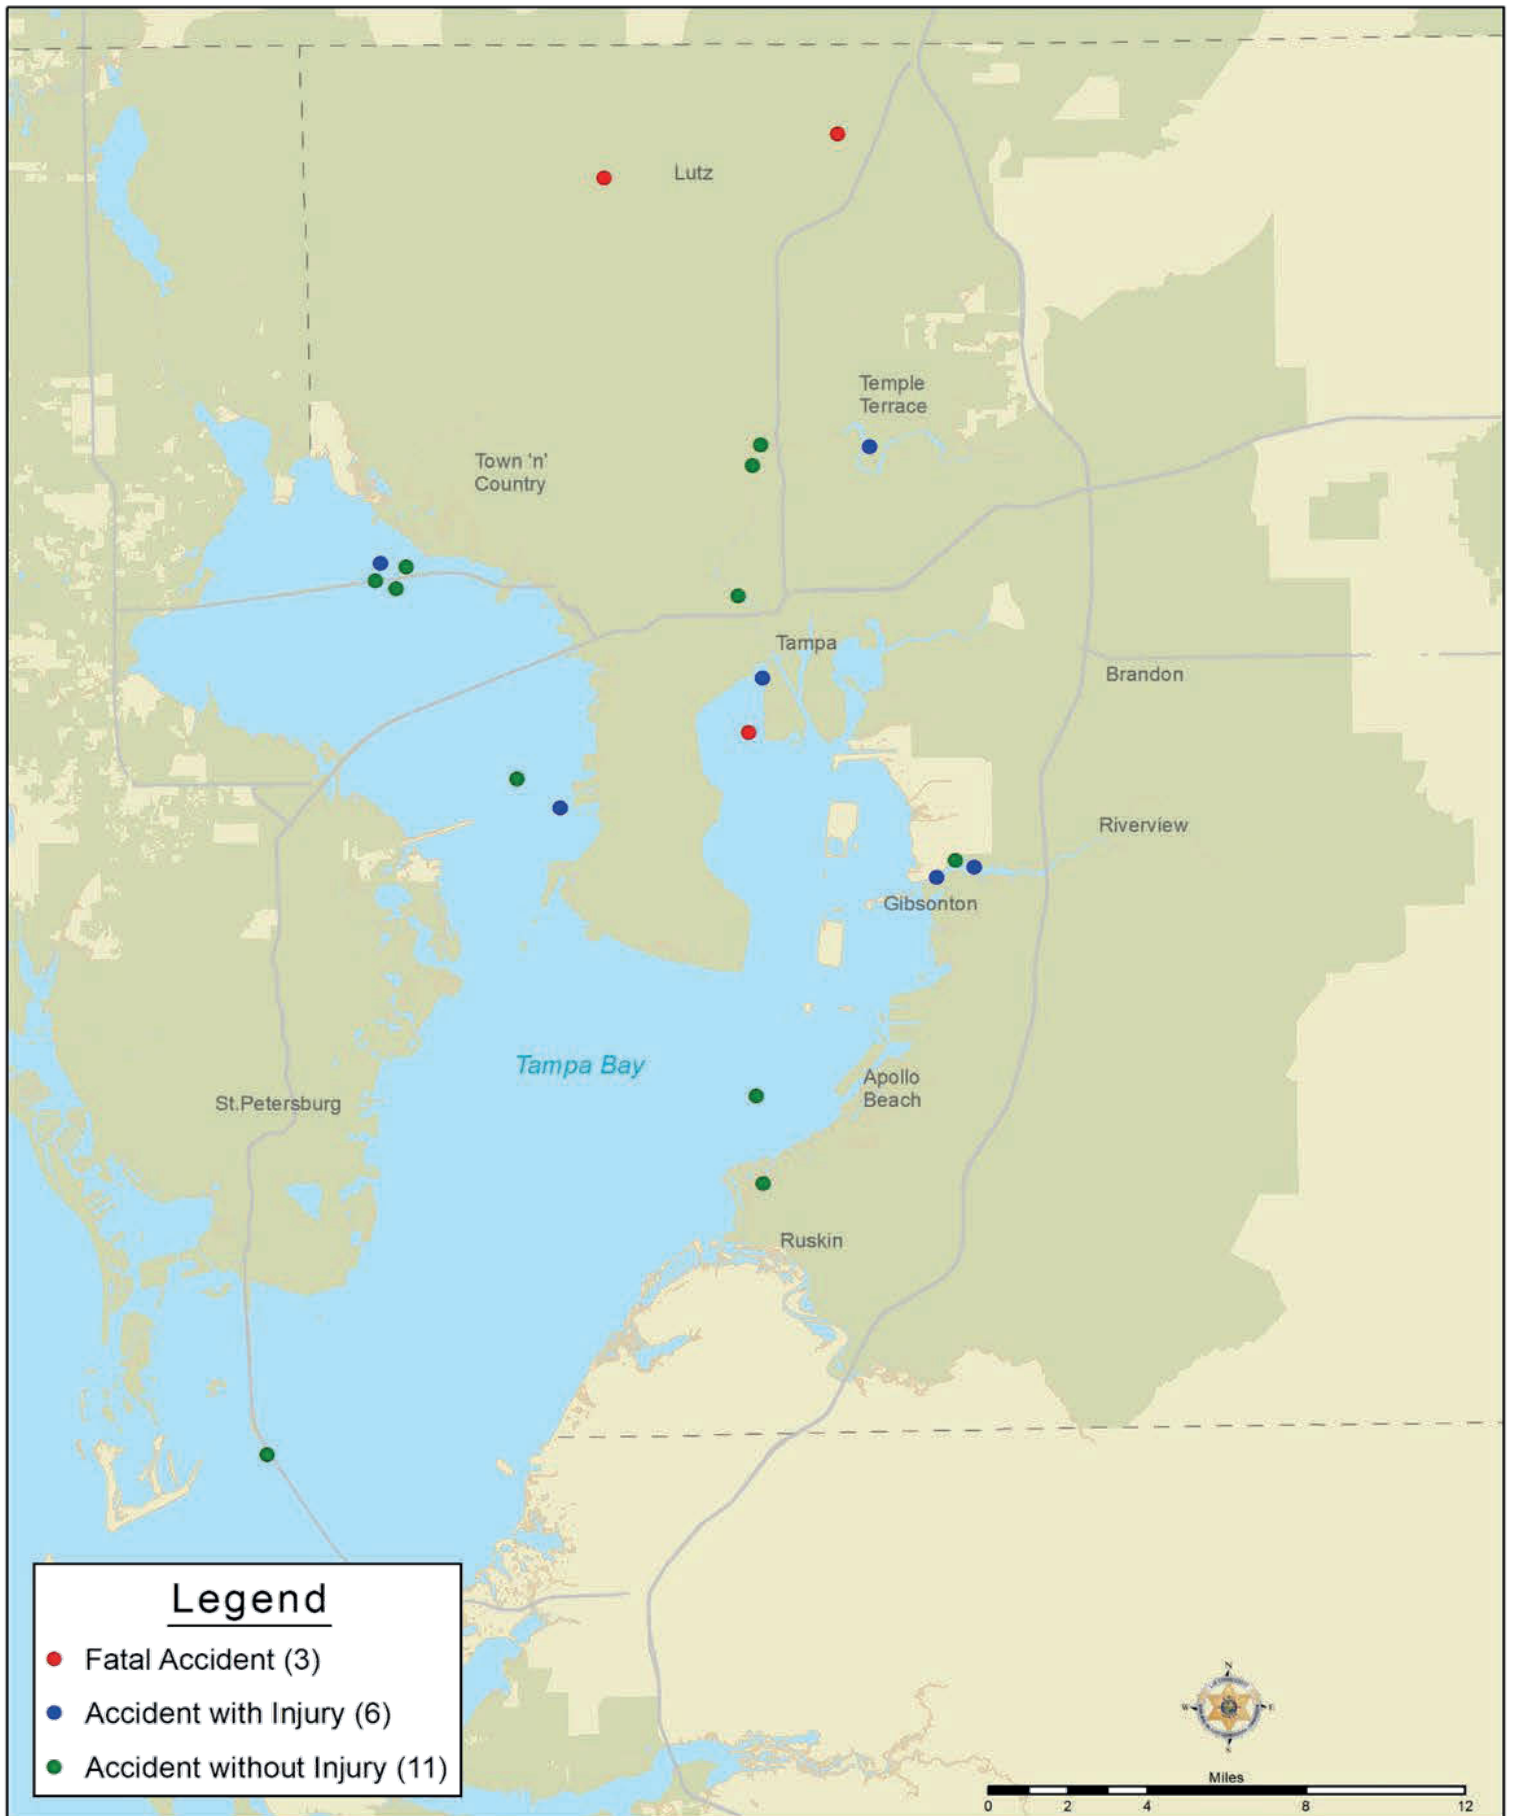 Lutz
Temple
Terrace
Town 'n'
Country
Tampa
Brandon
Riverview
Gibsonton
Tampa Bay
Apollo
Beach
St.Petersburg
Ruskin
Legend
Fatal Accident (3)
Accident with Injury (6)
Accident without Injury (11)
N
W
E
S
Miles
0 2 4 8 12